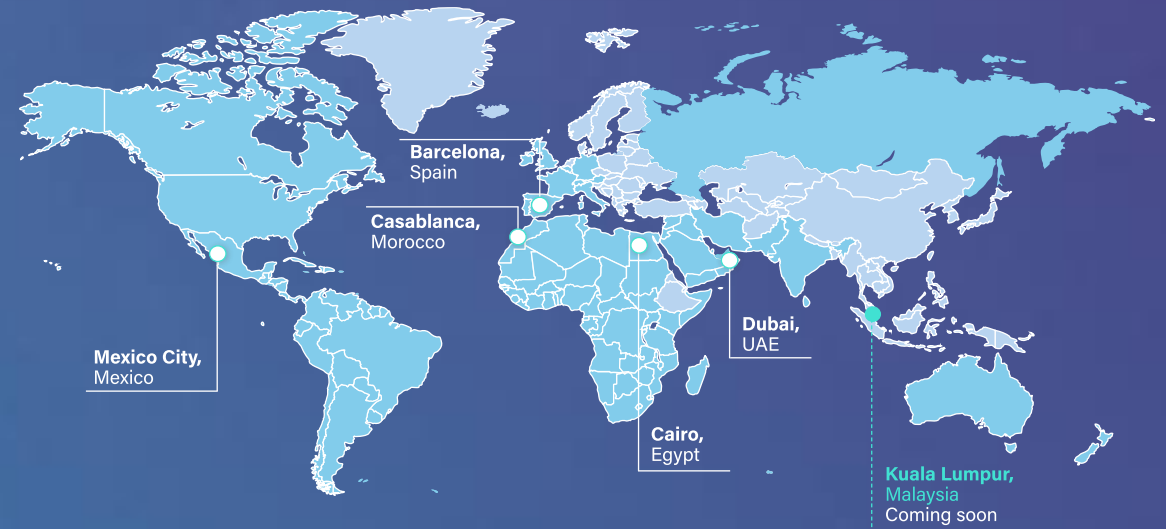 Barcelona,
Spain
Casablanca,
Morocco
Mexico City,
Mexico
Dubai,
UAE
Cairo,
Egypt
Kuala Lumpur,
Malaysia
Coming soon